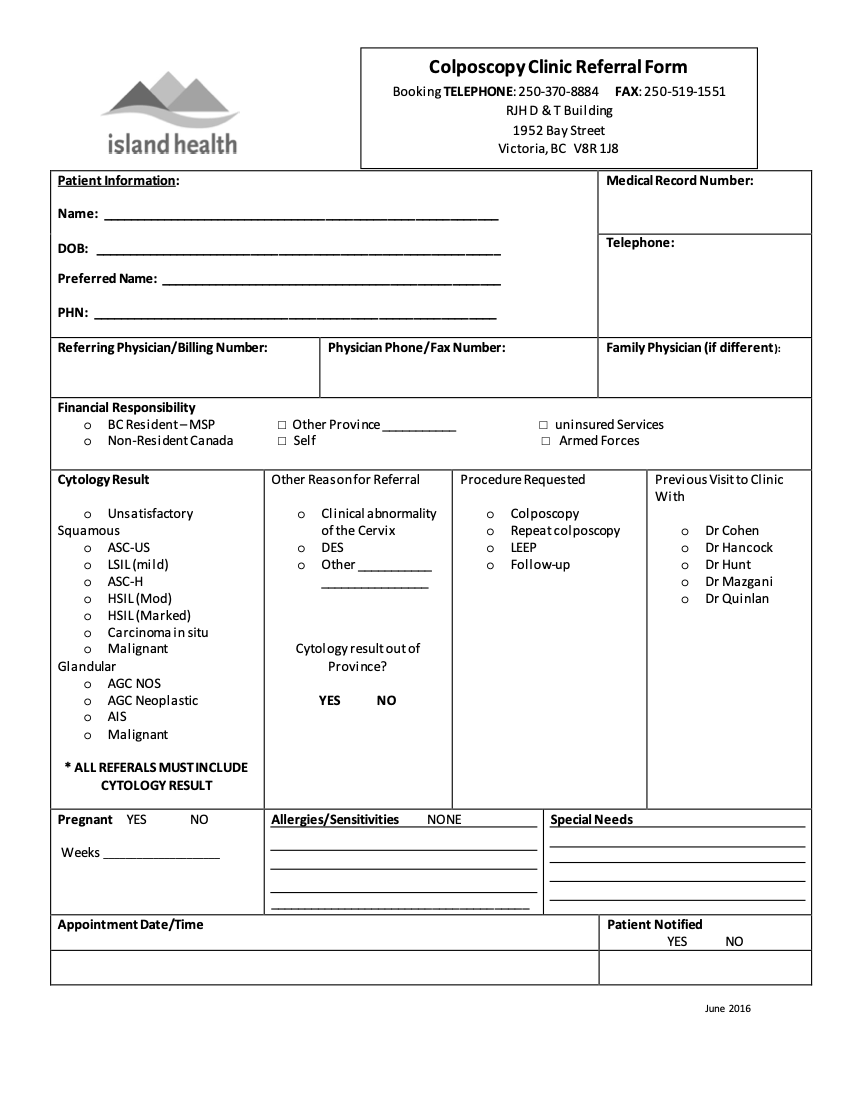 island health
Colposcopy Clinic Referral Form
Booking TELEPHONE: 250-370-8884 FAX: 250-519-1551
RJH D & T Building
1952 Bay Street
Victoria, BC V8R 1J8
Patient Information:
Medical Record Number:
Name: ____________________
DOB: ____________________
Telephone:
Preferred Name: ____________________
PHN: ____________________
Referring Physician/Billing Number:
Physician Phone/Fax Number:
Family Physician (if different):
Financial Responsibility
o BC Resident – MSP □ Other Province ___________ □ uninsured Services
o Non-Resident Canada □ Self □ Armed Forces
Cytology Result
o Unsatisfactory
Squamous
o ASC-US
o LSIL (mild)
o ASC-H
o HSIL (Mod)
o HSIL (Marked)
o Carcinoma in situ
o Malignant
Glandular
o AGC NOS
o AGC Neoplastic
o AIS
o Malignant
* ALL REFERALS MUST INCLUDE
CYTOLOGY RESULT
Other Reason for Referral
o Clinical abnormality
of the Cervix
o DES
o Other ___________
________________
Cytology result out of
Province?
YES NO
Procedure Requested
o Colposcopy
o Repeat colposcopy
o LEEP
o Follow-up
Previous Visit to Clinic
With
o Dr Cohen
o Dr Hancock
o Dr Hunt
o Dr Mazgani
o Dr Quinlan
Pregnant YES NO
Weeks _________________
Allergies/Sensitivities NONE
Special Needs
Appointment Date/Time
Patient Notified
YES NO
June 2016